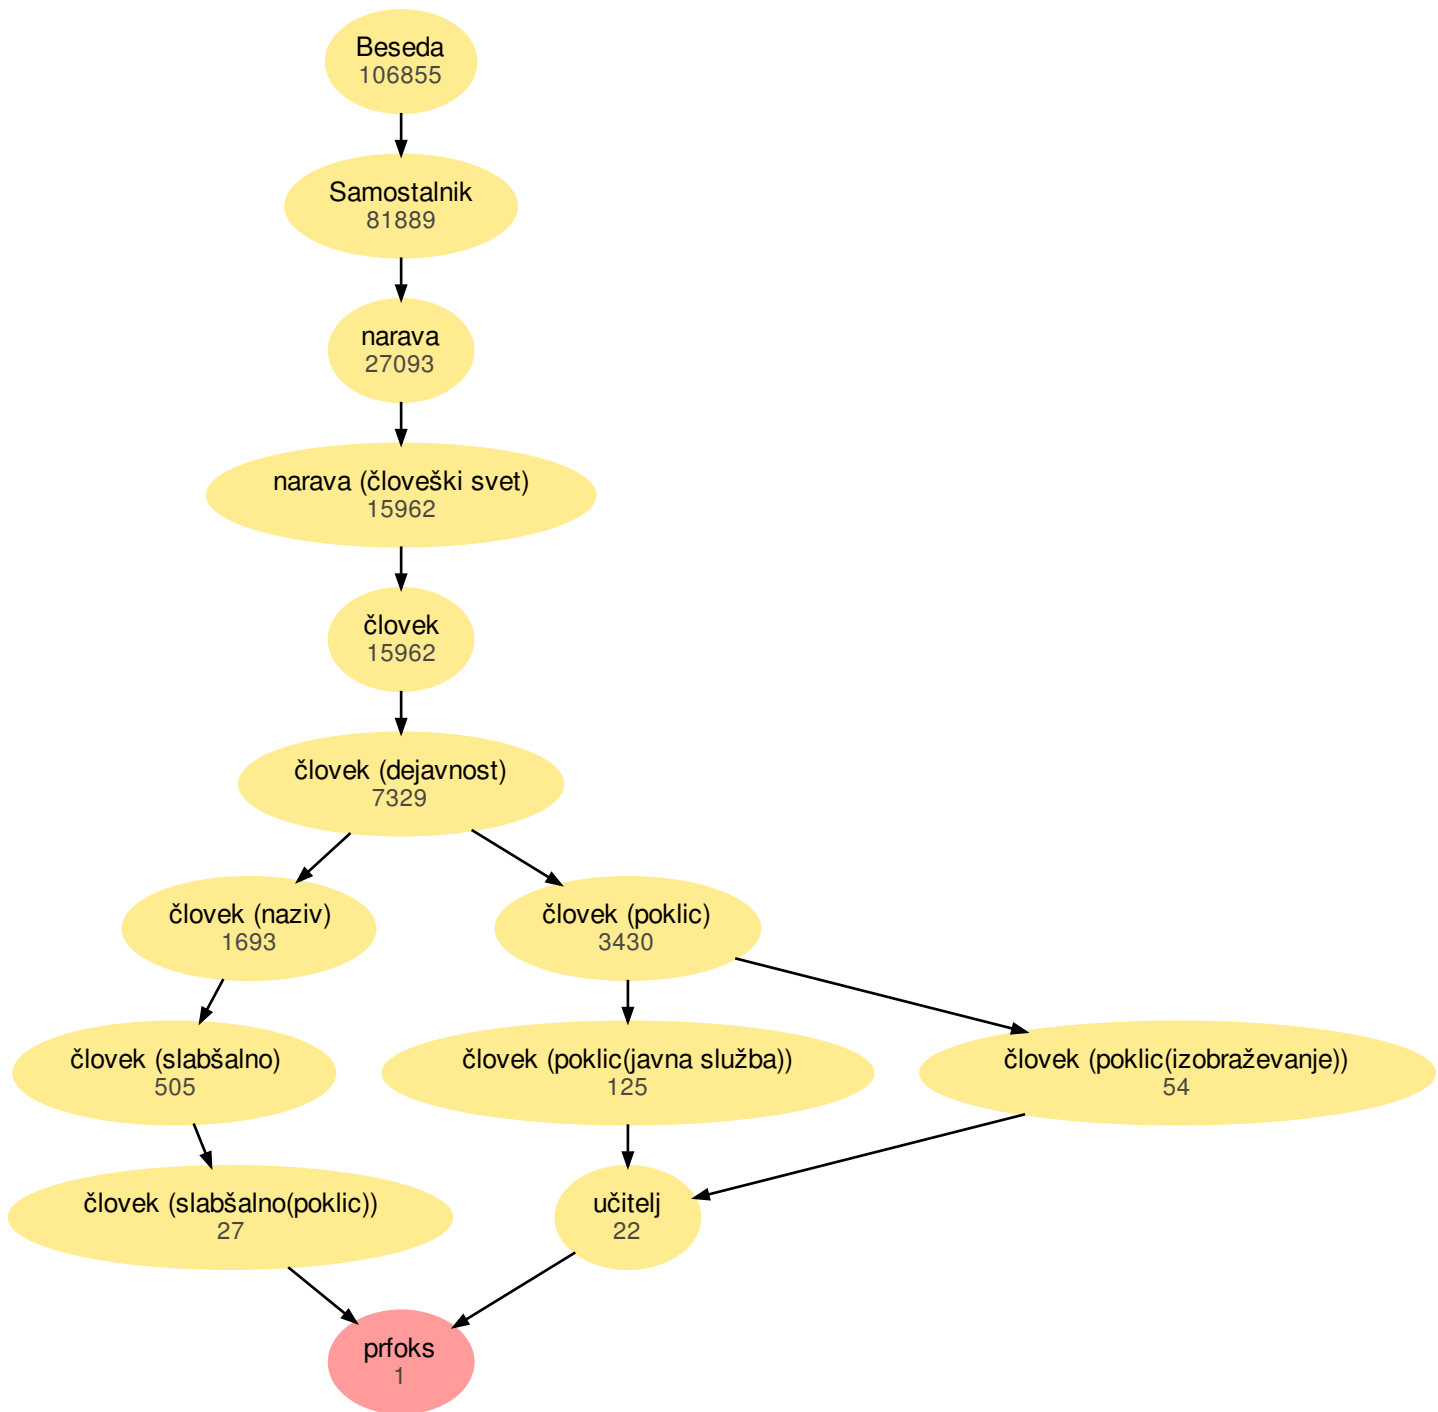 Beseda
106855
Samostalnik
81889
narava
27093
narava (človeški svet)
15962
človek
15962
človek (dejavnost)
7329
človek (naziv)
1693
človek (poklic)
3430
človek (slabšalno)
505
človek (poklic(javna služba))
125
človek (poklic(izobraževanje))
54
človek (slabšalno(poklic))
27
učitelj
22
prfoks
1